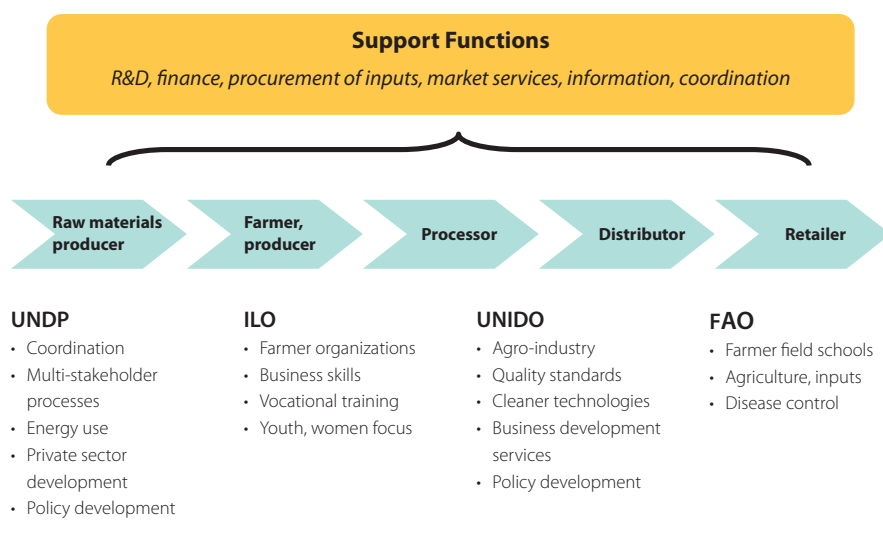 Support Functions
R&D, finance, procurement of inputs, market services, information, coordination
Raw materials
producer
Farmer,
producer
Processor
Distributor
Retailer
UNDP
• Coordination
• Multi-stakeholder
processes
• Energy use
• Private sector
development
• Policy development
ILO
• Farmer organizations
• Business skills
• Vocational training
• Youth, women focus
UNIDO
• Agro-industry
• Quality standards
• Cleaner technologies
• Business development
services
• Policy development
FAO
• Farmer field schools
• Agriculture, inputs
• Disease control